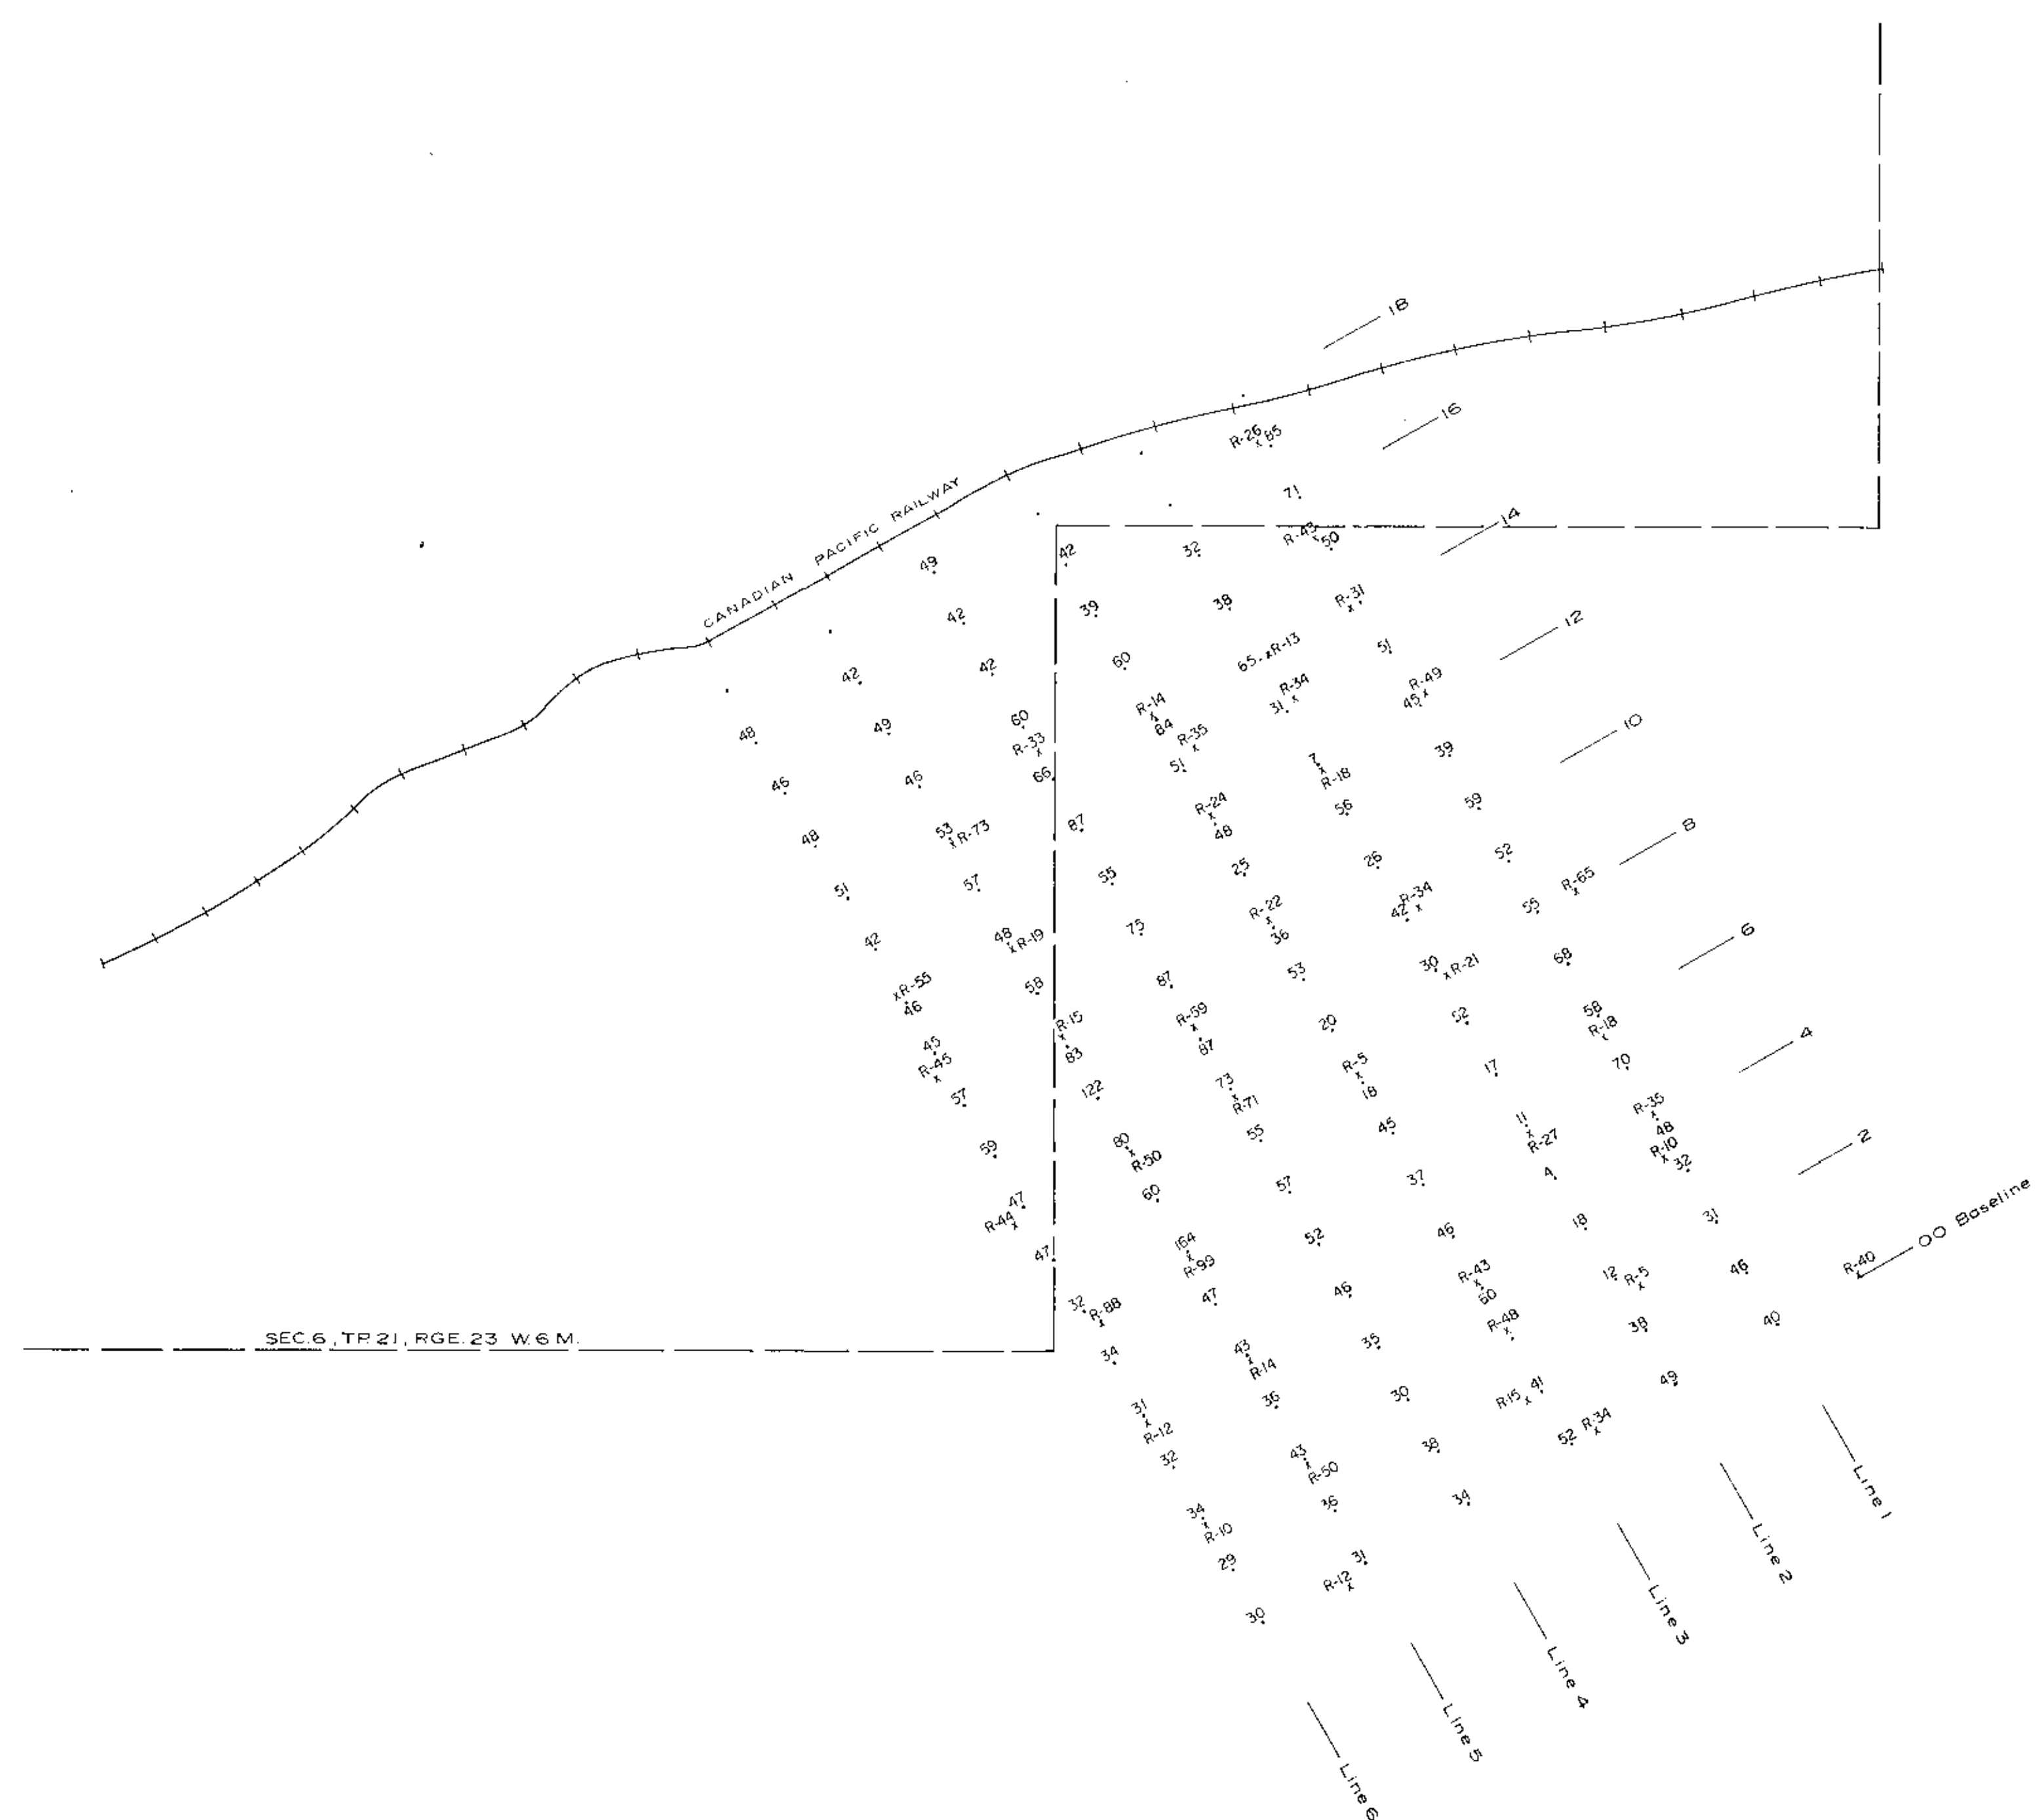 18
16
R-26
85
71
14
R-43
50
CANADIAN PACIFIC RAILWAY
49
42
32
R-31
42
39
38
12
51
65
R-13
42
42
60
R-49
45
R-34
31
R-14
84
60
10
48
49
R-33
R-35
39
7
R-18
51
66
46
46
R-24
48
59
56
8
53
R-73
87
48
52
26
25
R-65
55
R-34
42
55
57
51
R-22
36
75
6
48
R-19
42
68
30
R-21
53
87
58
R-55
46
58
R-18
52
20
R-59
87
R-15
83
4
45
R-45
70
17
R-5
18
73
R-71
122
57
R-35
48
11
R-27
45
55
80
R-50
59
2
R-10
32
4
37
57
60
47
R-44
31
18
46
52
164
R-99
47
OO Baseline
R-40
46
12
R-5
R-43
60
46
47
32
R-88
SEC. 6, TP. 21, RGE. 23 W. 6 M.
40
38
R-48
35
43
R-14
34
49
41
R-15
30
36
31
R-12
52
R-34
38
43
R-50
32
34
36
34
R-10
31
R-12
29
30
Line 1
Line 2
Line 3
Line 4
Line 5
Line 6